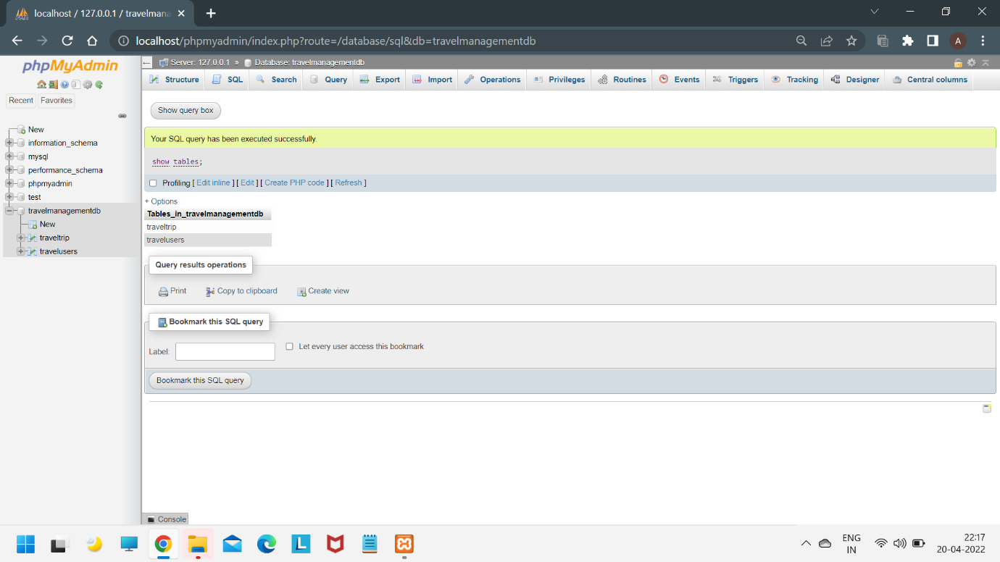 localhost / 127.0.0.1 / travelmana
localhost/phpmyadmin/index.php?route=/database/sql&db=travelmanagementdb
A
phpMyAdmin
Recent Favorites
New
information_schema
mysql
performance_schema
phpmyadmin
test
travelmanagementdb
New
traveltrip
travelusers
Server: 127.0.0.1 » Database: travelmanagementdb
Structure SQL Search Query Export Import Operations Privileges Routines Events Triggers Tracking Designer Central columns
Show query box
Your SQL query has been executed successfully.
show tables;
Profiling [ Edit inline ] [ Edit ] [ Create PHP code ] [ Refresh ]
+ Options
Tables_in_travelmanagementdb
traveltrip
travelusers
Query results operations
Print Copy to clipboard Create view
Bookmark this SQL query
Label: Let every user access this bookmark
Bookmark this SQL query
Console
L
ENG
IN
22:17
20-04-2022